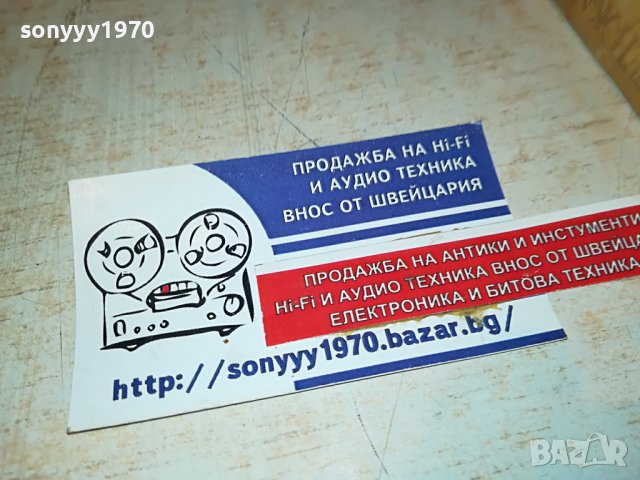 sonyyy1970
ПРОДАЖБА НА Hi-Fi
И АУДИО ТЕХНИКА
ВНОС ОТ ШВЕЙЦАРИЯ
ПРОДАЖБА НА АНТИКИ И ИНСТУМЕНТИ
Hi-Fi И АУДИО ТЕХНИКА ВНОС ОТ ШВЕЙЦА
ЕЛЕКТРОНИКА И БИТОВА ТЕХНИКА
http://sonyyy1970.bazar.bg/
sonyyy1970
BAZAR